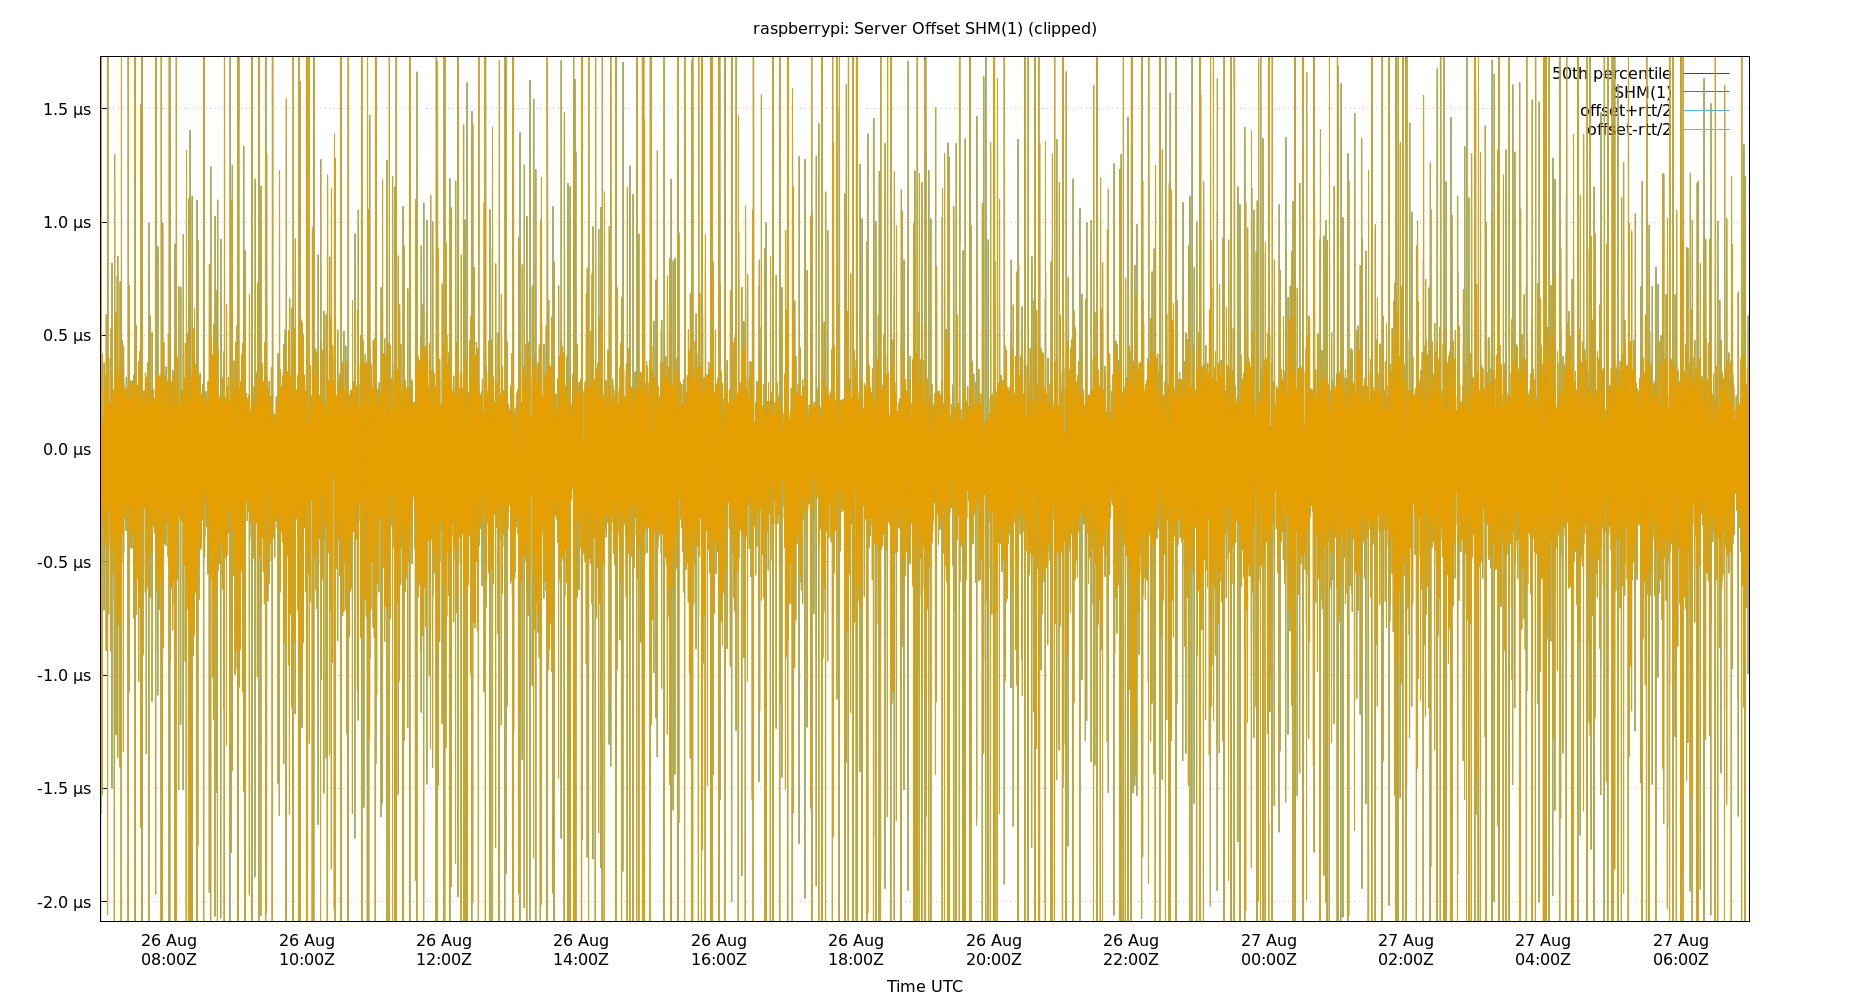 raspberrypi: Server Offset SHM(1) (clipped)
50th percentile
SHM(1)
offset+rtt/2
offset-rtt/2
1.5 µs
1.0 µs
0.5 µs
0.0 µs
-0.5 µs
-1.0 µs
-1.5 µs
-2.0 µs
26 Aug 26 Aug 26 Aug 26 Aug 26 Aug 26 Aug 26 Aug 26 Aug 27 Aug 27 Aug 27 Aug 27 Aug
08:00Z 10:00Z 12:00Z 14:00Z 16:00Z 18:00Z 20:00Z 22:00Z 00:00Z 02:00Z 04:00Z 06:00Z
Time UTC